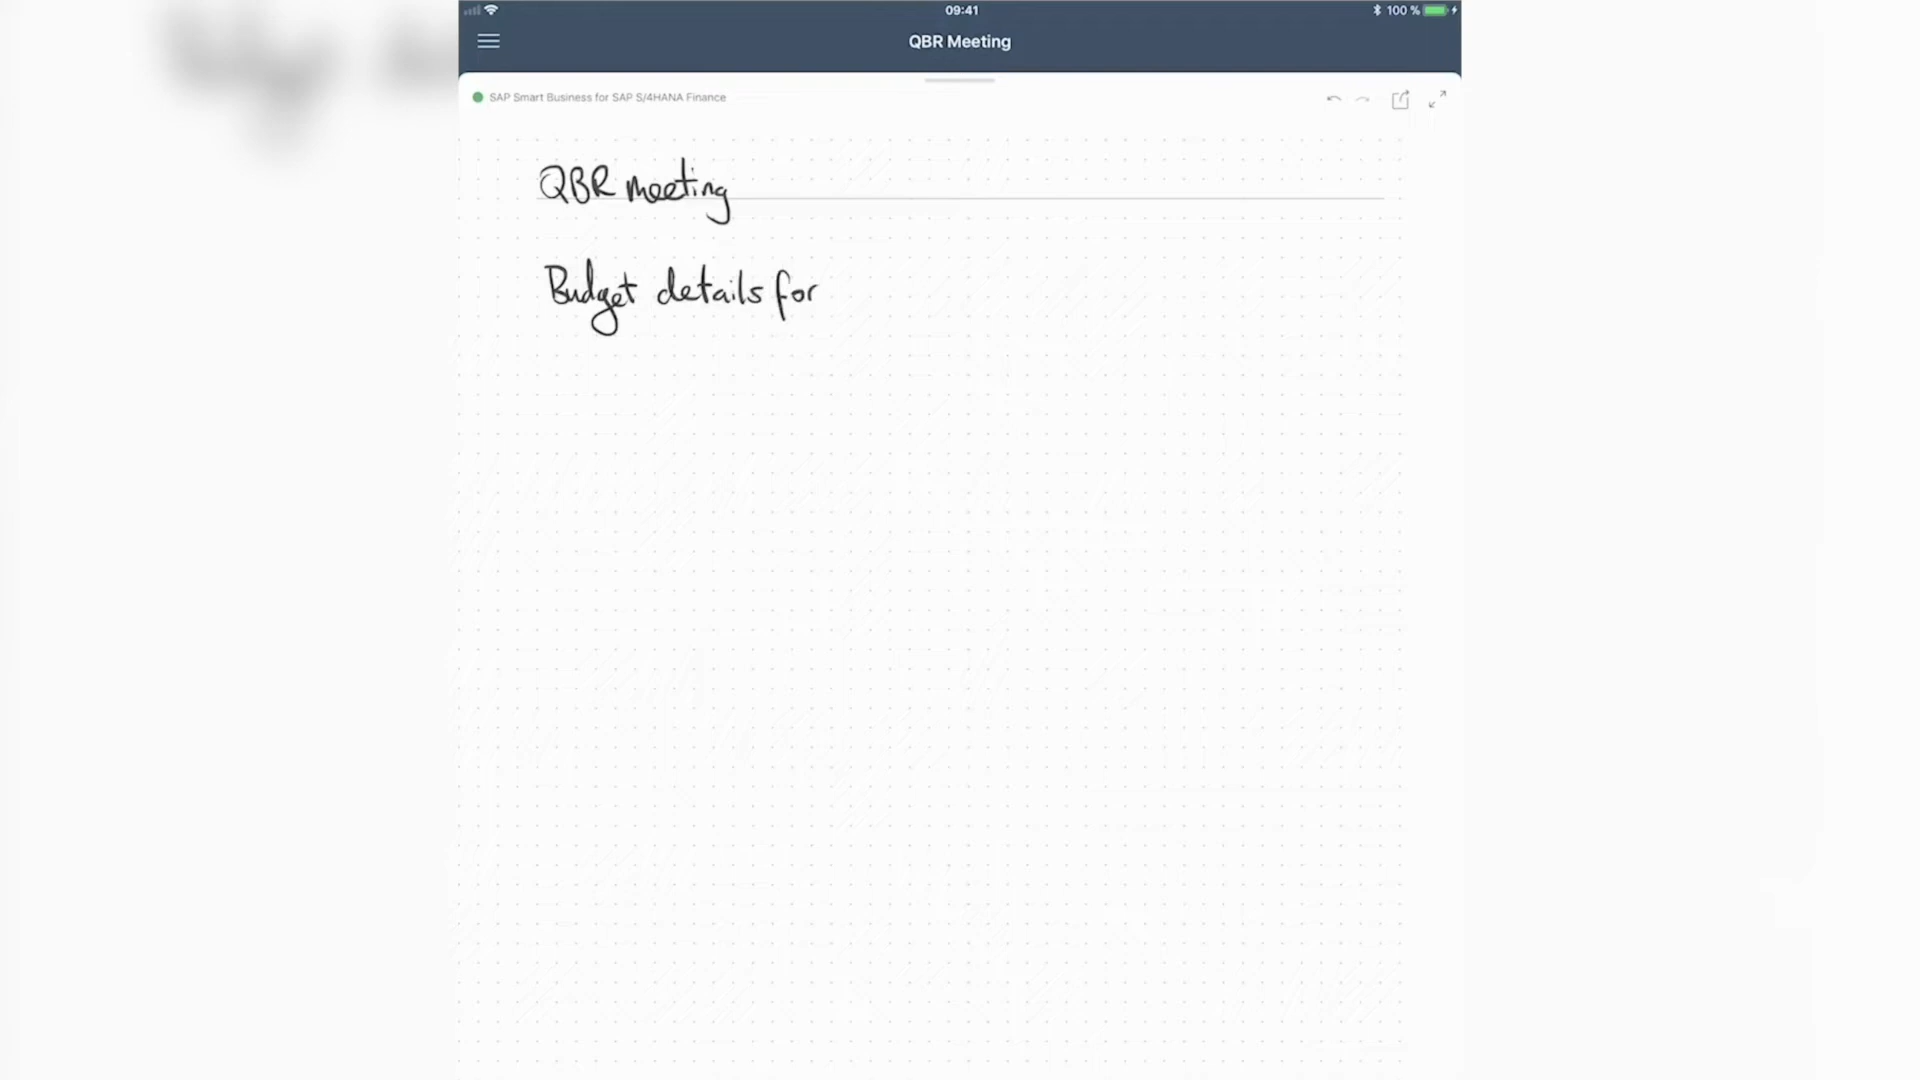 09:41
100 %
QBR Meeting
SAP Smart Business for SAP S/4HANA Finance
QBR meeting
Budget details for